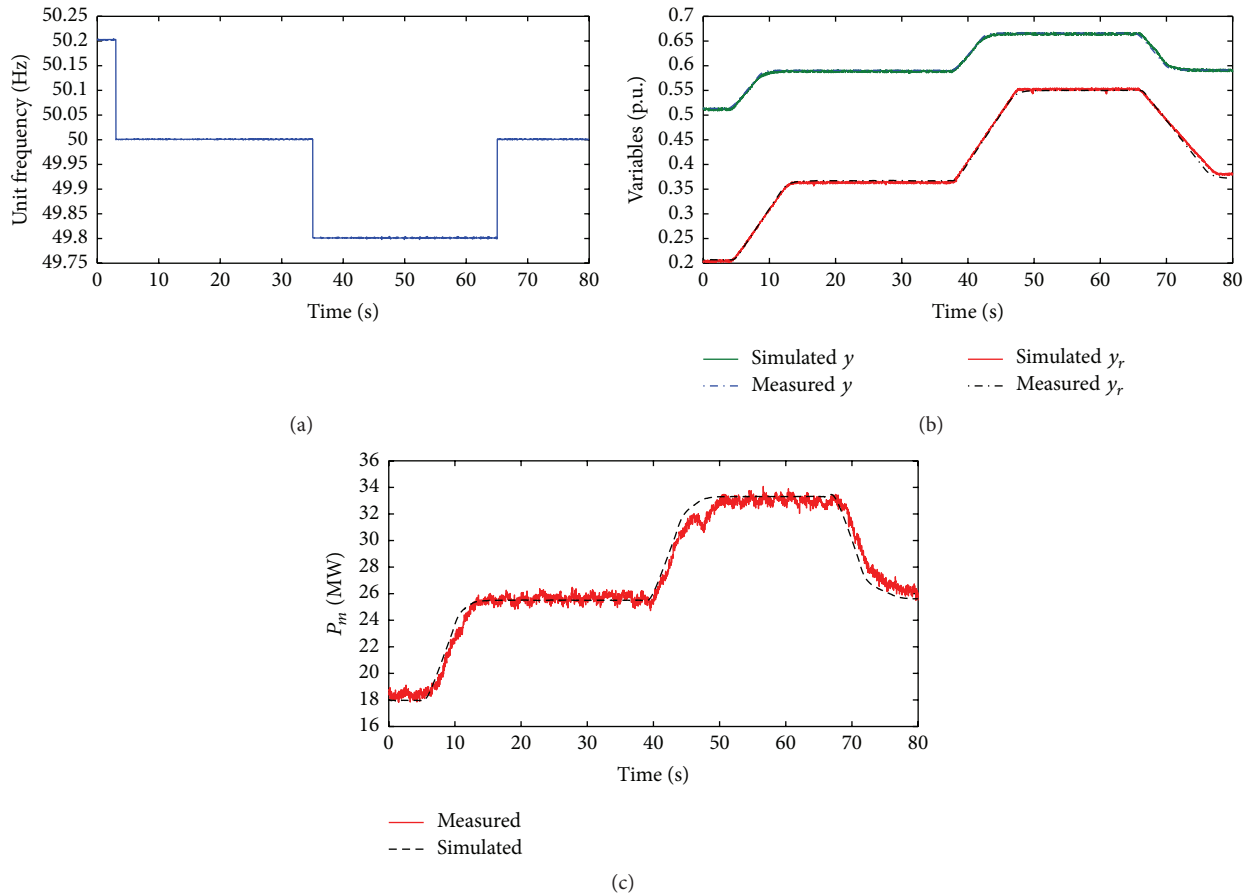 50.25
50.2
50.15
50.1
50.05
50
49.95
49.9
49.85
49.8
49.75
Unit frequency (Hz)
0 10 20 30 40 50 60 70 80
Time (s)
(a)
0.7
0.65
0.6
0.55
0.5
0.45
0.4
0.35
0.3
0.25
0.2
Variables (p.u.)
0 10 20 30 40 50 60 70 80
Time (s)
Simulated y
Measured y
Simulated y_r
Measured y_r
(b)
36
34
32
30
28
26
24
22
19
18
16
P_m (MW)
0 10 20 30 40 50 60 70 80
Time (s)
Measured
Simulated
(c)